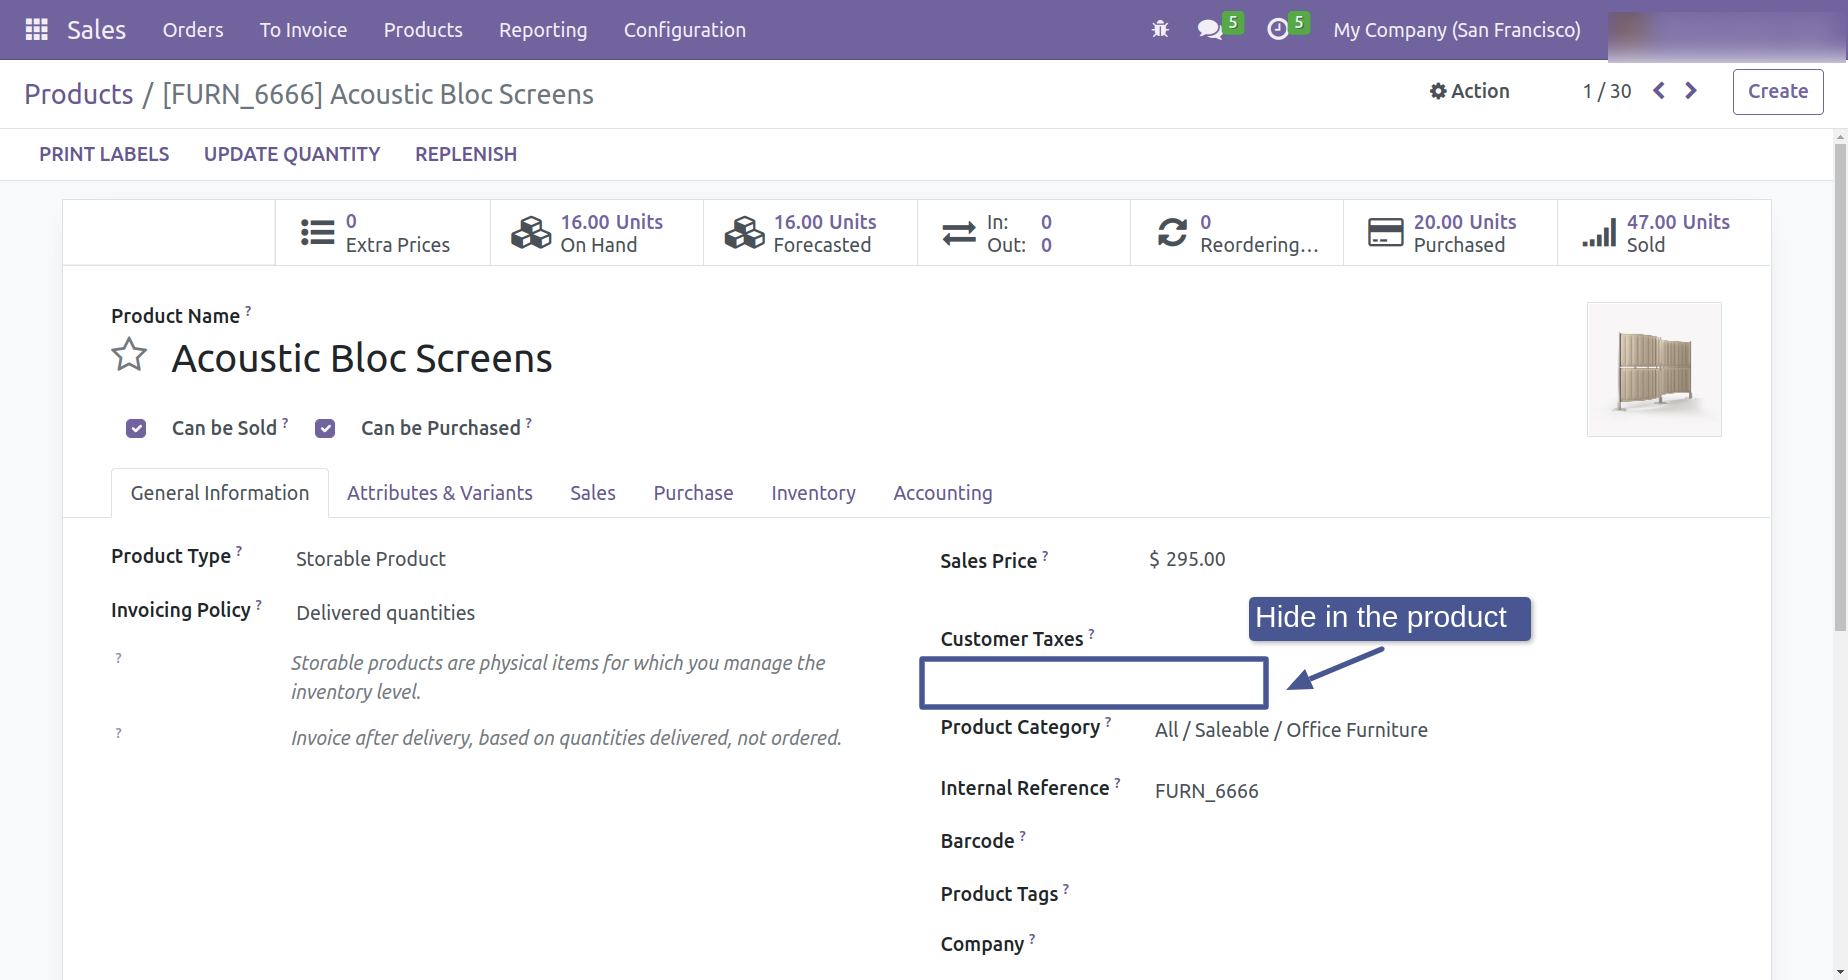 Sales Orders To Invoice Products Reporting Configuration 5 5 My Company (San Francisco)
Products / [FURN_6666] Acoustic Bloc Screens Action 1 / 30 Create
PRINT LABELS UPDATE QUANTITY REPLENISH
0 16.00 Units 16.00 Units In: 0 0 20.00 Units 47.00 Units
Extra Prices On Hand Forecasted Out: 0 Reordering... Purchased Sold
Product Name ?
Acoustic Bloc Screens
Can be Sold ? Can be Purchased ?
General Information Attributes & Variants Sales Purchase Inventory Accounting
Product Type ? Storable Product
Invoicing Policy ? Delivered quantities
? Storable products are physical items for which you manage the
inventory level.
? Invoice after delivery, based on quantities delivered, not ordered.
Sales Price ? $ 295.00
Hide in the product
Customer Taxes ?
Product Category ? All / Saleable / Office Furniture
Internal Reference ? FURN_6666
Barcode ?
Product Tags ?
Company ?